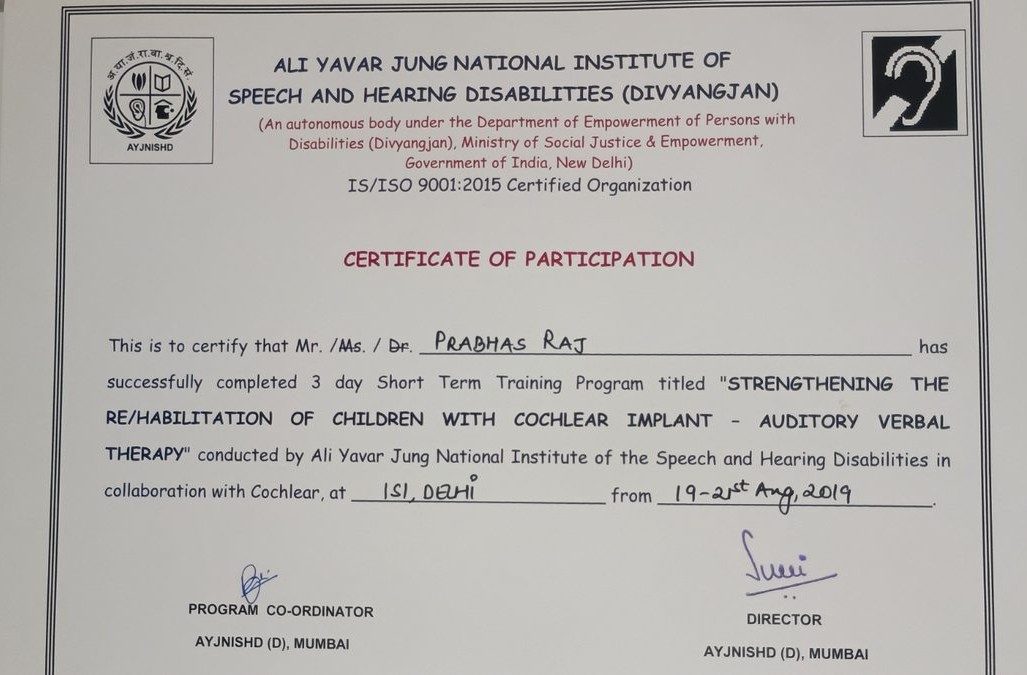 अ.या.जं.रा.वा.श्र.दि.सं.
AYJNISHD
ALI YAVAR JUNG NATIONAL INSTITUTE OF
SPEECH AND HEARING DISABILITIES (DIVYANGJAN)
(An autonomous body under the Department of Empowerment of Persons with
Disabilities (Divyangjan), Ministry of Social Justice & Empowerment,
Government of India, New Delhi)
IS/ISO 9001:2015 Certified Organization
CERTIFICATE OF PARTICIPATION
This is to certify that Mr. /Ms. / Dr. PRABHAS RAJ has
successfully completed 3 day Short Term Training Program titled "STRENGTHENING THE
RE/HABILITATION OF CHILDREN WITH COCHLEAR IMPLANT – AUDITORY VERBAL
THERAPY" conducted by Ali Yavar Jung National Institute of the Speech and Hearing Disabilities in
collaboration with Cochlear, at ISI, DELHI from 19-21st Aug, 2019.
PROGRAM CO-ORDINATOR
AYJNISHD (D), MUMBAI
DIRECTOR
AYJNISHD (D), MUMBAI